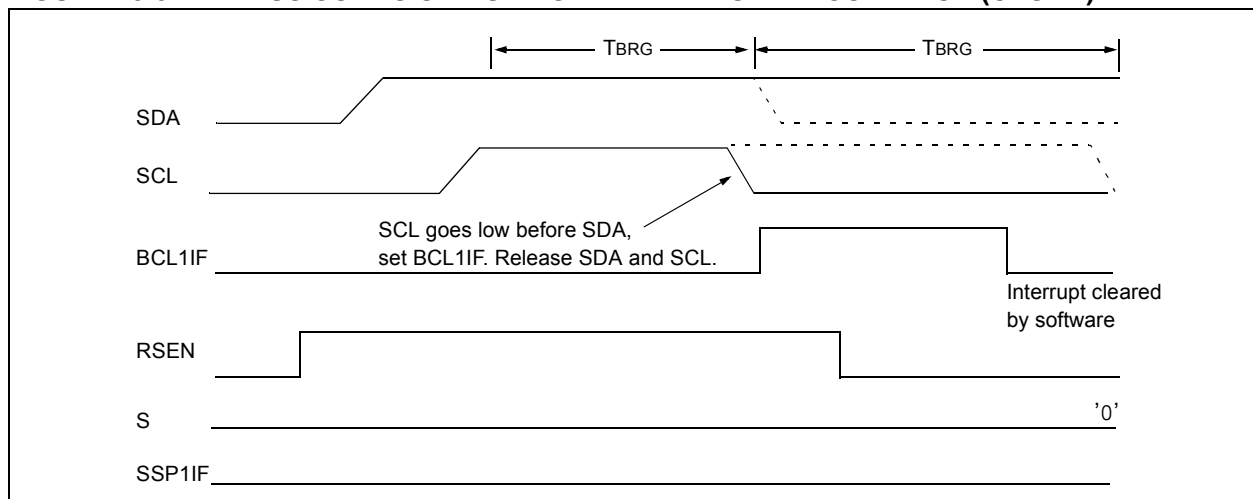 TBRG TBRG
SDA
SCL
SCL goes low before SDA,
set BCL1IF. Release SDA and SCL.
BCL1IF
Interrupt cleared
by software
RSEN
S '0'
SSP1IF